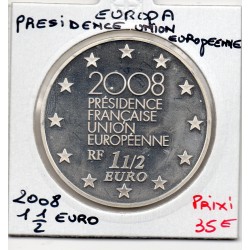 EUROPA
PRESIDENCE UNION
EUROPEENNE
2008
PRÉSIDENCE
FRANÇAISE
UNION
EUROPÉENNE
RF 1 1/2
EURO
2008
1 1/2 EURO
PRiXi
35€